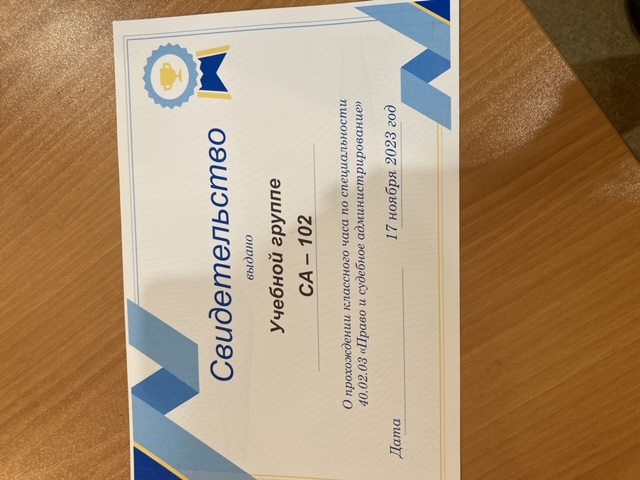 Свидетельство
выдано
Учебной группе
СА – 102
О прохождении классного часа по специальности
40.02.03 «Право и судебное администрирование»
Дата 17 ноября 2023 год